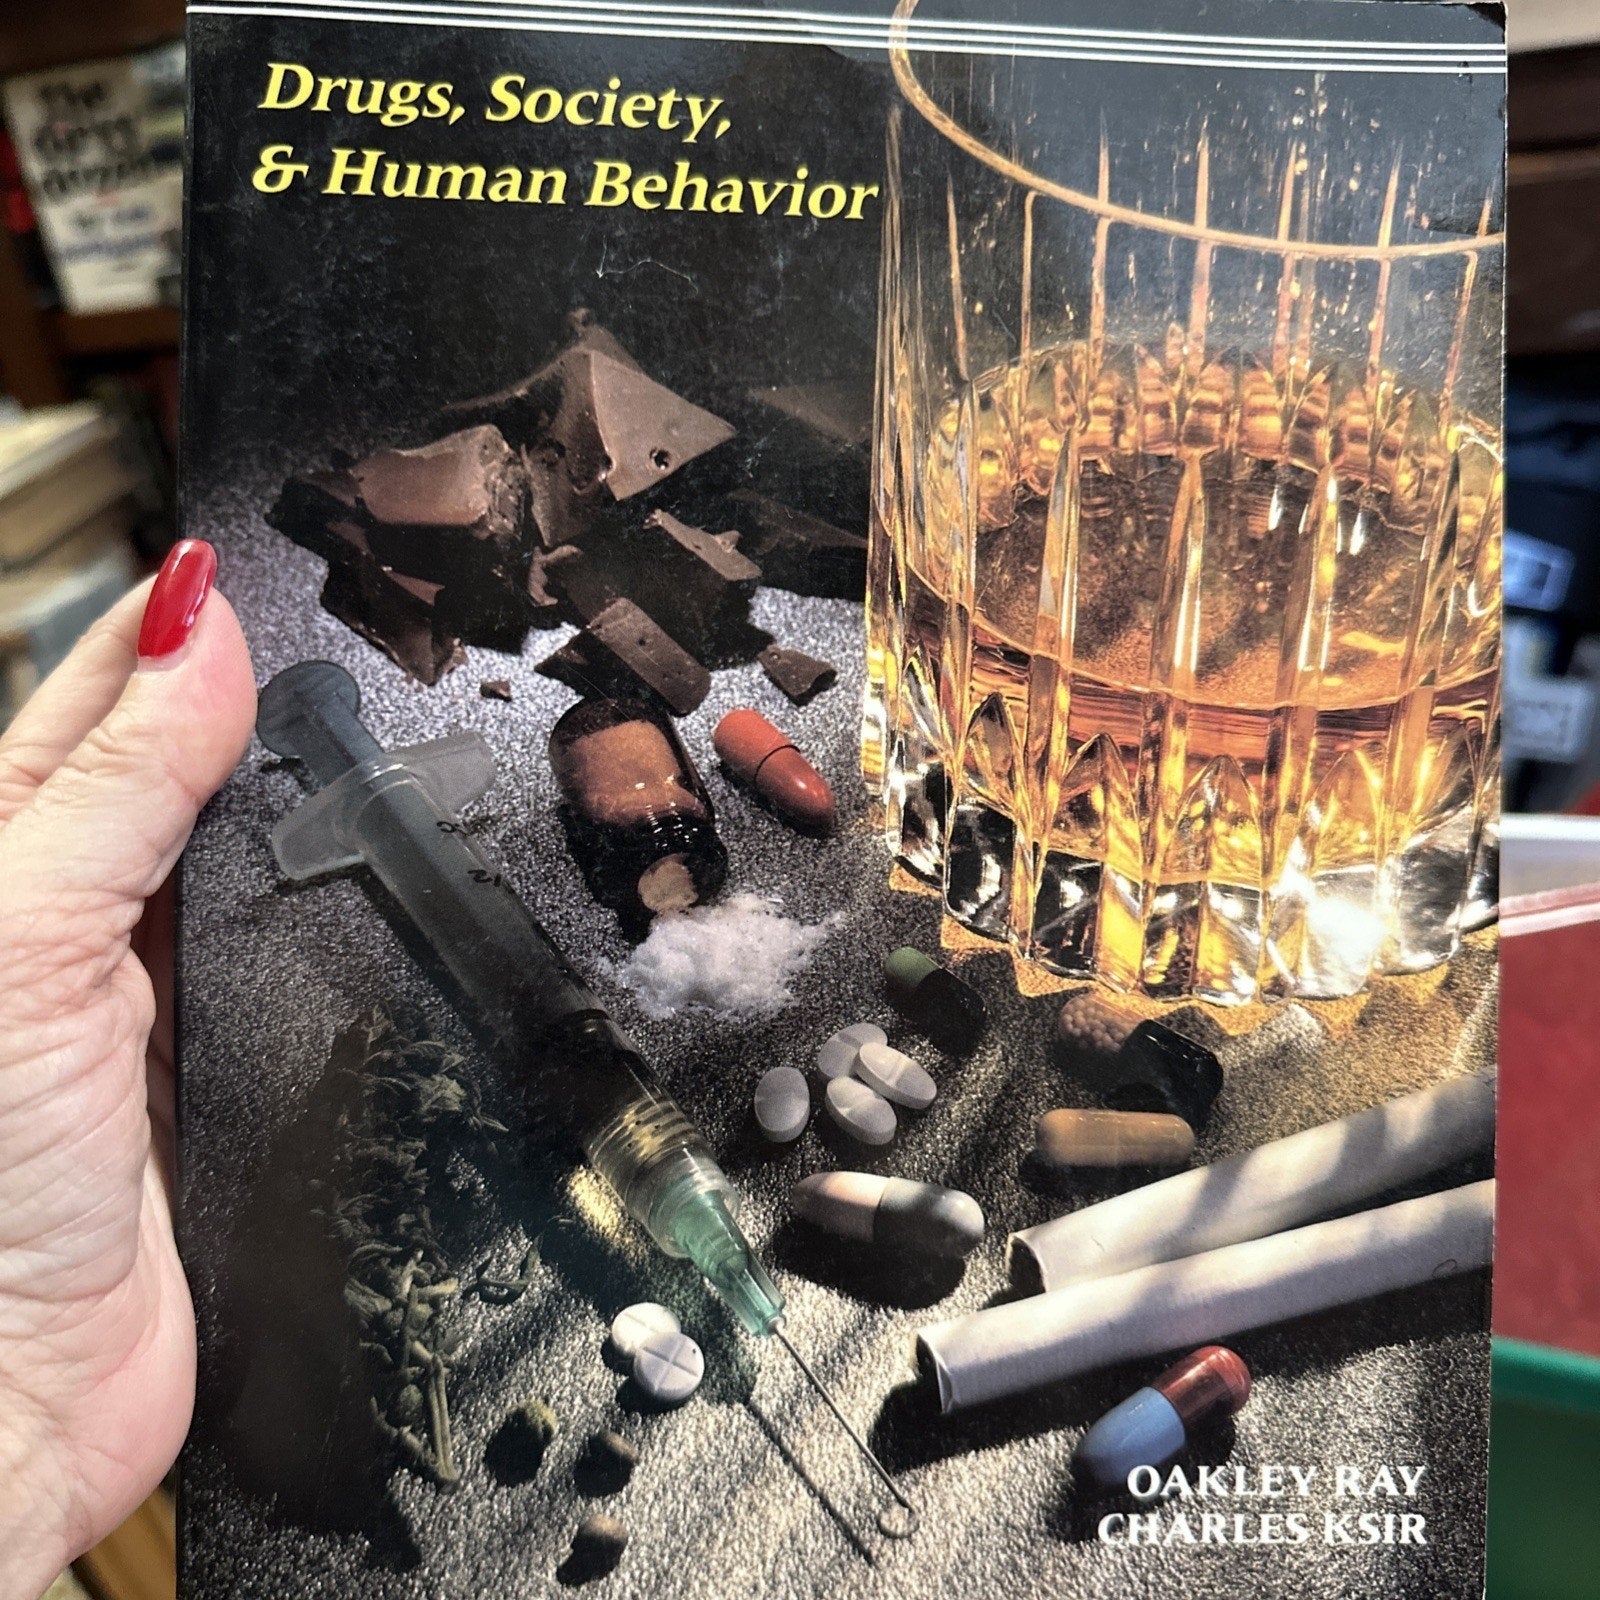 Drugs, Society,
& Human Behavior
OAKLEY RAY
CHARLES KSIR